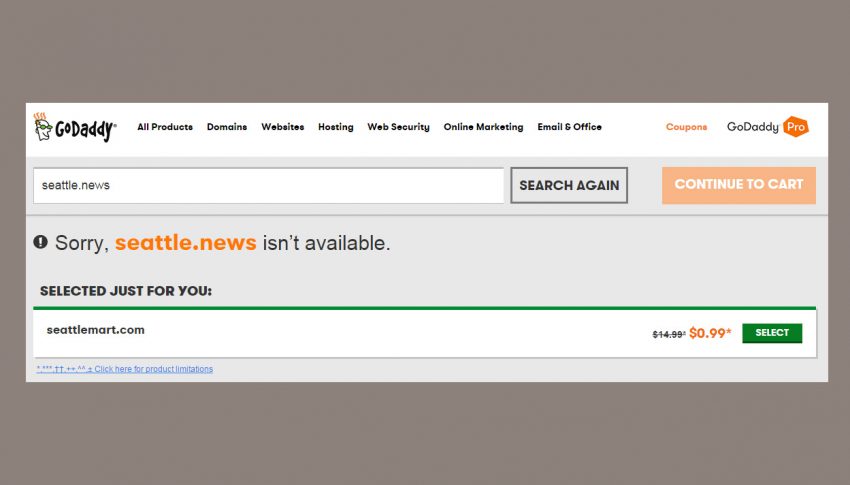 GoDaddy® All Products Domains Websites Hosting Web Security Online Marketing Email & Office Coupons GoDaddy Pro
seattle.news SEARCH AGAIN CONTINUE TO CART
Sorry, seattle.news isn't available.
SELECTED JUST FOR YOU:
seattlemart.com $14.99* $0.99* SELECT
*,***,††,++,^^,± Click here for product limitations